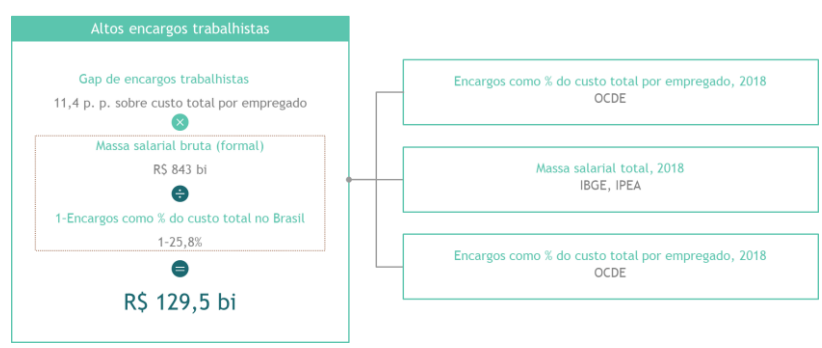 Altos encargos trabalhistas
Gap de encargos trabalhistas
11,4 p. p. sobre custo total por empregado
×
Massa salarial bruta (formal)
R$ 843 bi
÷
1-Encargos como % do custo total no Brasil
1-25,8%
=
R$ 129,5 bi
Encargos como % do custo total por empregado, 2018
OCDE
Massa salarial total, 2018
IBGE, IPEA
Encargos como % do custo total por empregado, 2018
OCDE